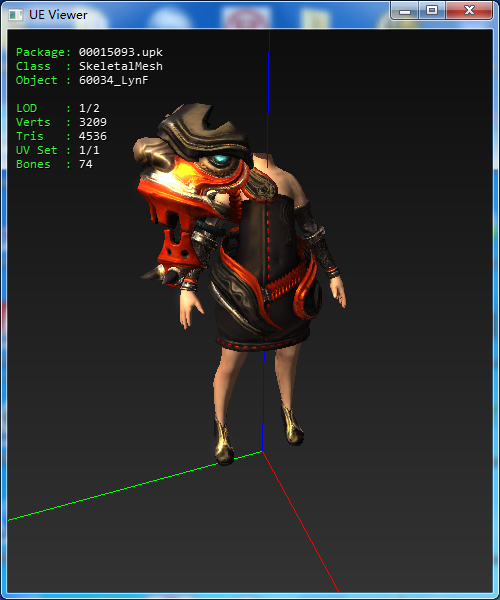 UE Viewer
Package: 00015093.upk
Class : SkeletalMesh
Object : 60034_LynF
LOD : 1/2
Verts : 3209
Tris : 4536
UV Set : 1/1
Bones : 74